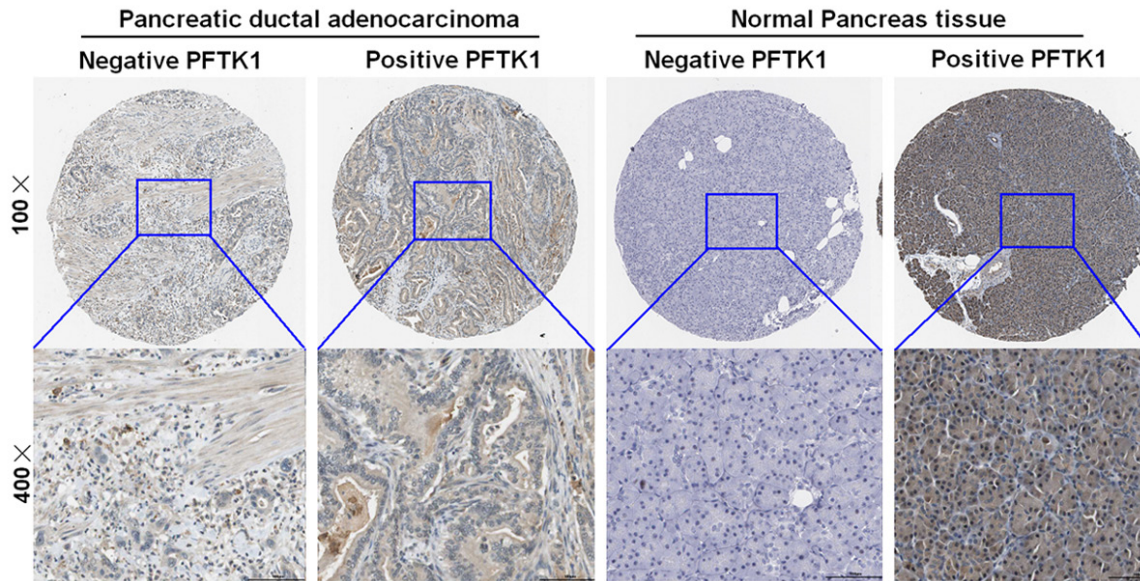 Pancreatic ductal adenocarcinoma
Normal Pancreas tissue
Negative PFTK1
Positive PFTK1
Negative PFTK1
Positive PFTK1
100×
400×